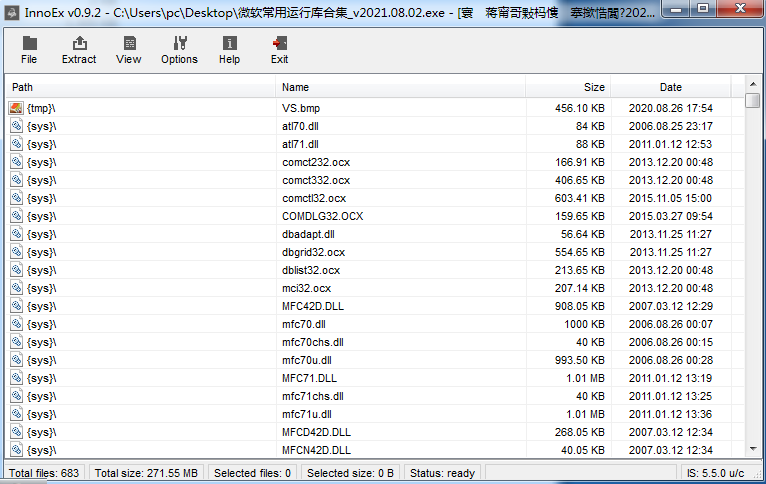 InnoEx v0.9.2 - C:\Users\pc\Desktop\微软常用运行库合集_v2021.08.02.exe - [
File Extract View Options Help Exit
Path Name Size Date
{tmp}\ VS.bmp 456.10 KB 2020.08.26 17:54
{sys}\ atl70.dll 84 KB 2006.08.25 23:17
{sys}\ atl71.dll 88 KB 2011.01.12 12:53
{sys}\ comct232.ocx 166.91 KB 2013.12.20 00:48
{sys}\ comct332.ocx 406.65 KB 2013.12.20 00:48
{sys}\ comctl32.ocx 603.41 KB 2015.11.05 15:00
{sys}\ COMDLG32.OCX 159.65 KB 2015.03.27 09:54
{sys}\ dbadapt.dll 56.64 KB 2013.11.25 11:27
{sys}\ dbgrid32.ocx 554.65 KB 2013.11.25 11:27
{sys}\ dblist32.ocx 213.65 KB 2013.12.20 00:48
{sys}\ mci32.ocx 207.14 KB 2013.12.20 00:48
{sys}\ MFC42D.DLL 908.05 KB 2007.03.12 12:29
{sys}\ mfc70.dll 1000 KB 2006.08.26 00:07
{sys}\ mfc70chs.dll 40 KB 2006.08.26 00:15
{sys}\ mfc70u.dll 993.50 KB 2006.08.26 00:28
{sys}\ MFC71.DLL 1.01 MB 2011.01.12 13:19
{sys}\ mfc71chs.dll 40 KB 2011.01.12 13:25
{sys}\ mfc71u.dll 1.01 MB 2011.01.12 13:36
{sys}\ MFCD42D.DLL 268.05 KB 2007.03.12 12:34
{sys}\ MFCN42D.DLL 40.05 KB 2007.03.12 12:34
Total files: 683 Total size: 271.55 MB Selected files: 0 Selected size: 0 B Status: ready IS: 5.5.0 u/c